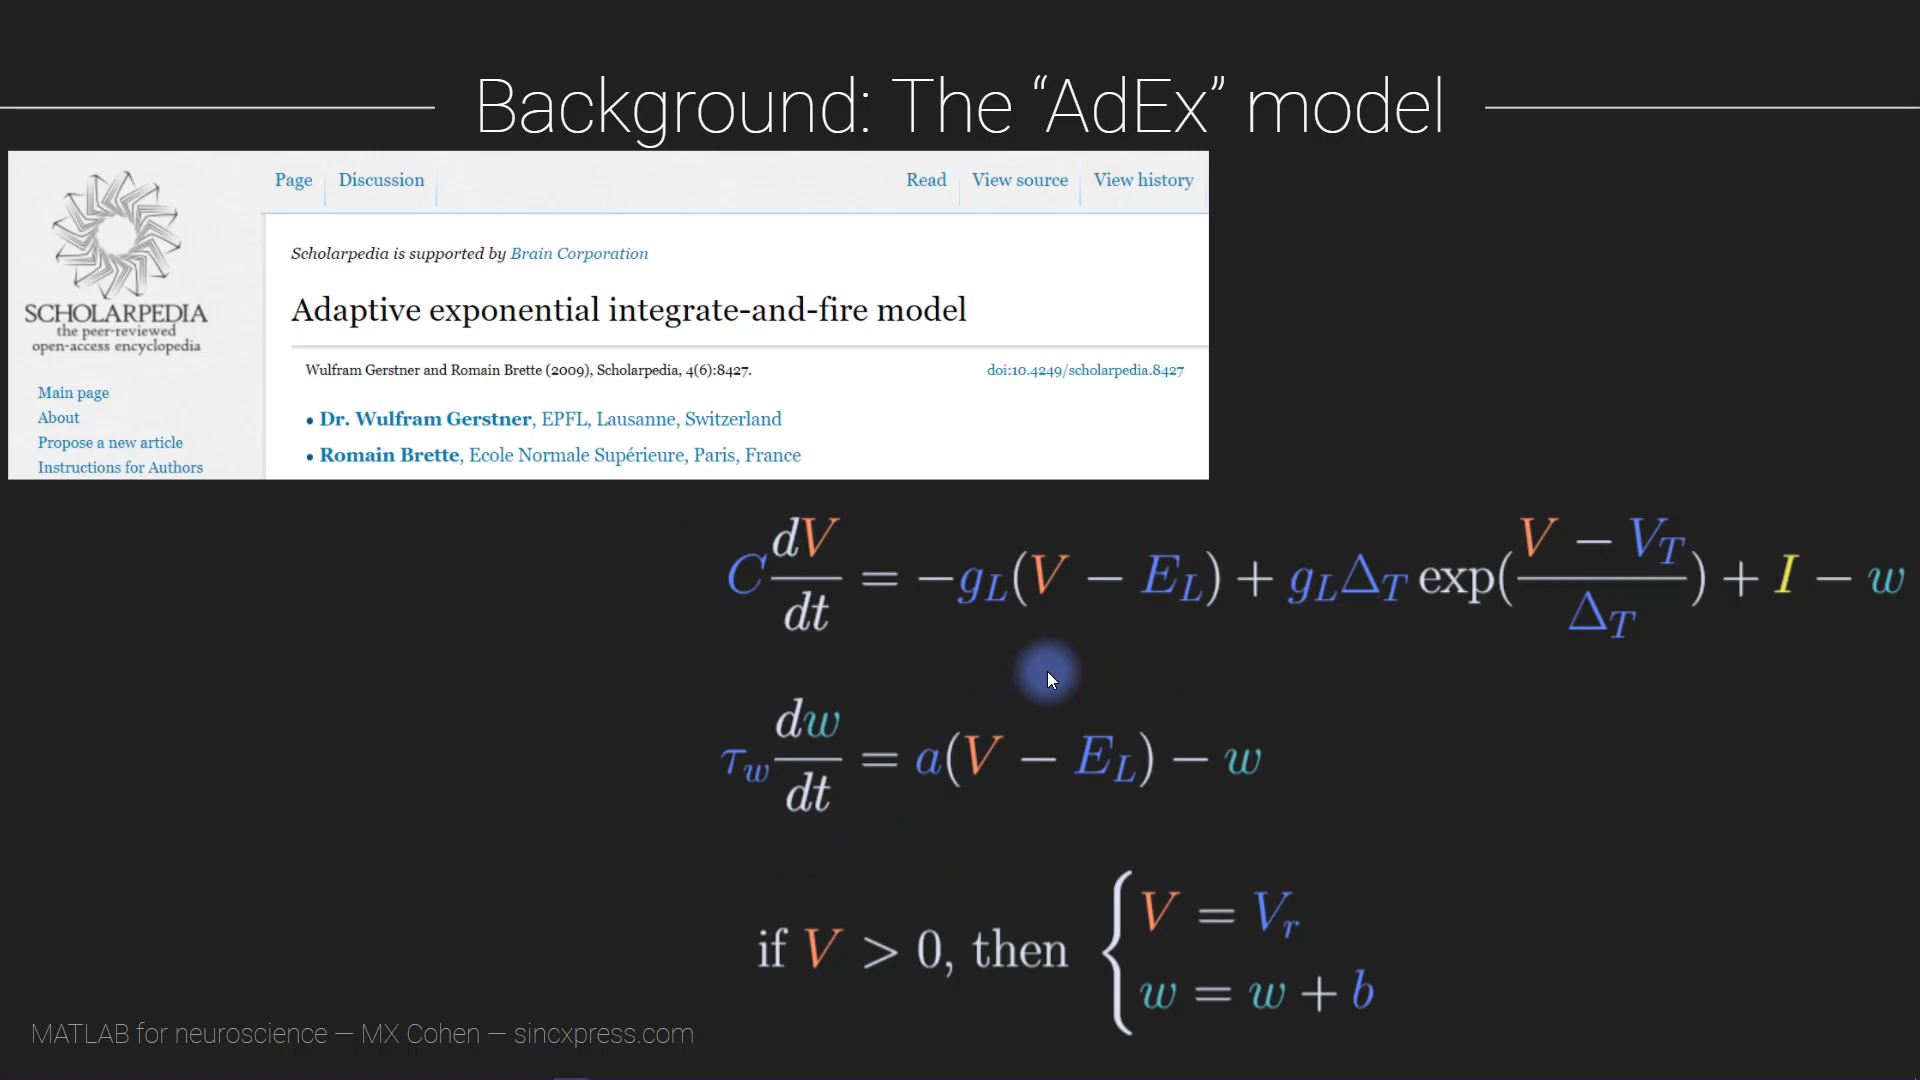 Background: The “AdEx” model
Page Discussion Read View source View history
Scholarpedia is supported by Brain Corporation
SCHOLARPEDIA
the peer-reviewed
open-access encyclopedia
Adaptive exponential integrate-and-fire model
Wulfram Gerstner and Romain Brette (2009), Scholarpedia, 4(6):8427. doi:10.4249/scholarpedia.8427
Main page
About
Propose a new article
Instructions for Authors
• Dr. Wulfram Gerstner, EPFL, Lausanne, Switzerland
• Romain Brette, Ecole Normale Supérieure, Paris, France
C dV/dt = −g_L(V − E_L) + g_LΔ_T exp((V − V_T)/Δ_T) + I − w
τ_w dw/dt = a(V − E_L) − w
if V > 0, then { V = V_r
w = w + b
MATLAB for neuroscience — MX Cohen — sincxpress.com